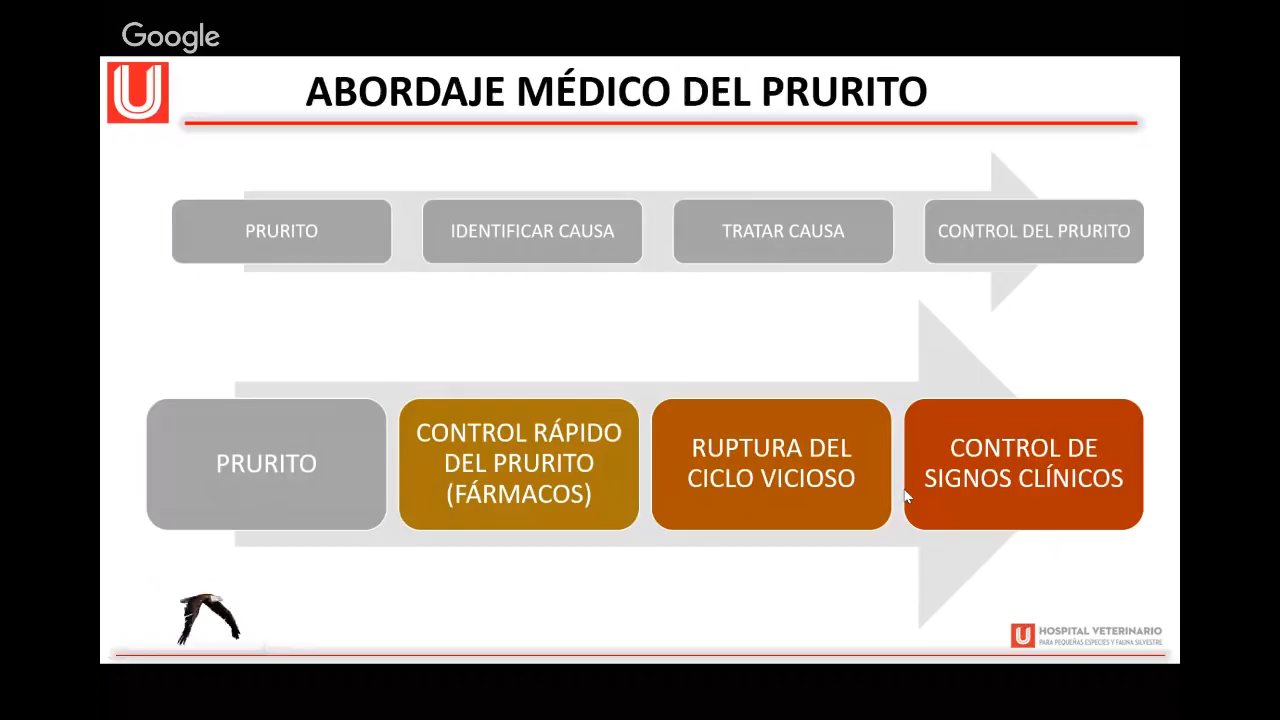 Google
U
ABORDAJE MÉDICO DEL PRURITO
PRURITO
IDENTIFICAR CAUSA
TRATAR CAUSA
CONTROL DEL PRURITO
PRURITO
CONTROL RÁPIDO
DEL PRURITO
(FÁRMACOS)
RUPTURA DEL
CICLO VICIOSO
CONTROL DE
SIGNOS CLÍNICOS
U HOSPITAL VETERINARIO
PARA PEQUEÑAS ESPECIES Y FAUNA SILVESTRE